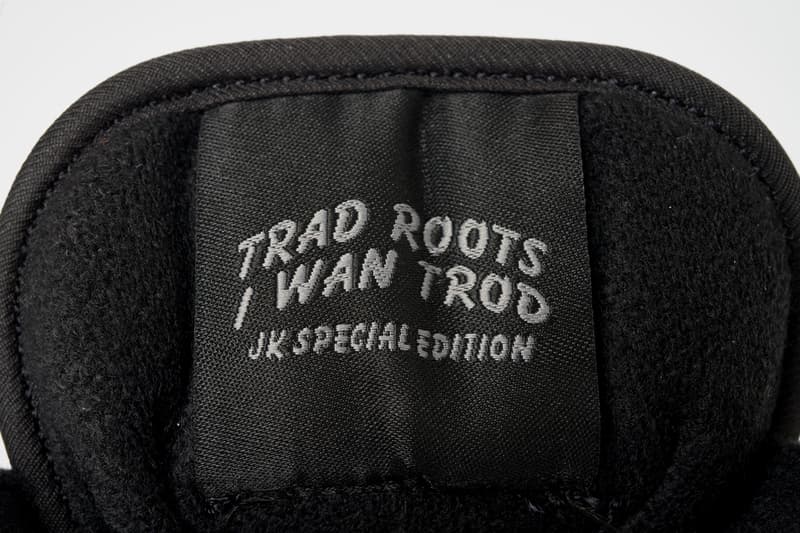 TRAD ROOTS
I WAN TROD
JK SPECIAL EDITION